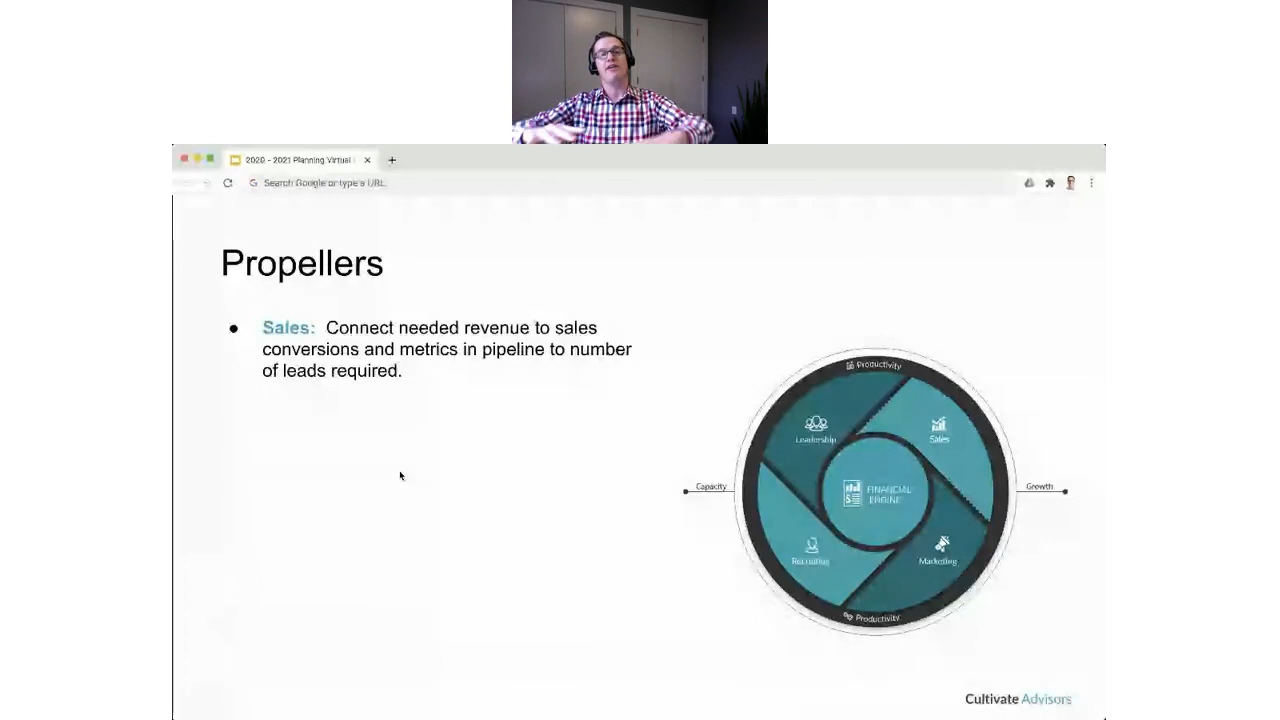 2020 - 2021 Planning Virtual
Search Google or type a URL
Propellers
● Sales: Connect needed revenue to sales
conversions and metrics in pipeline to number
of leads required.
Productivity
Leadership
Sales
Capacity
FINANCIAL
ENGINE
Growth
Recruiting
Marketing
Productivity
Cultivate Advisors